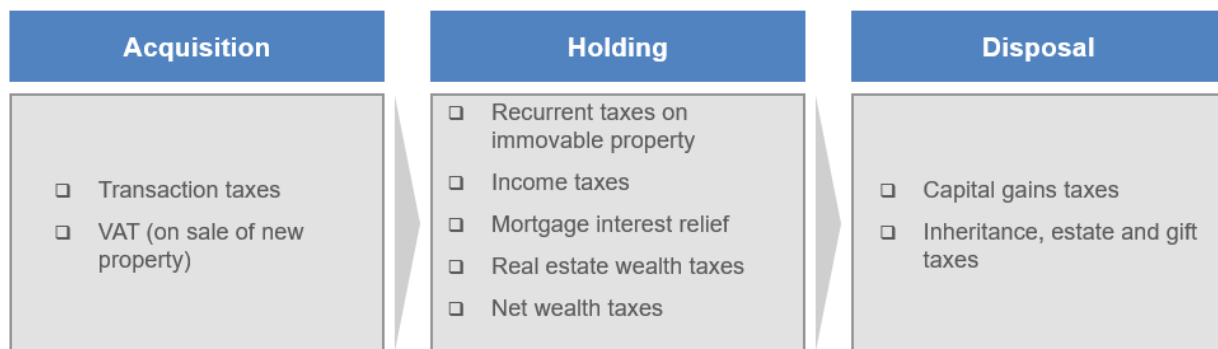 Acquisition
Transaction taxes
VAT (on sale of new
property)
Holding
Recurrent taxes on
immovable property
Income taxes
Mortgage interest relief
Real estate wealth taxes
Net wealth taxes
Disposal
Capital gains taxes
Inheritance, estate and gift
taxes